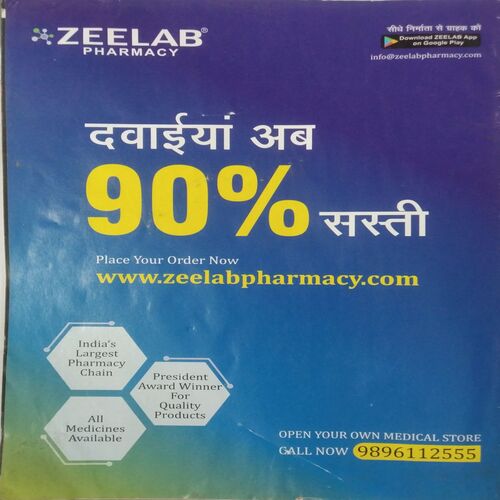 ZEELAB®
PHARMACY
सीधे निर्माता से ग्राहक को
Download ZEELAB App
on Google Play
info@zeelabpharmacy.com
दवाईयां अब
90% सस्ती
Place Your Order Now
www.zeelabpharmacy.com
India's
Largest
Pharmacy
Chain
President
Award Winner
For
Quality
Products
All
Medicines
Available
OPEN YOUR OWN MEDICAL STORE
CALL NOW 9896112555